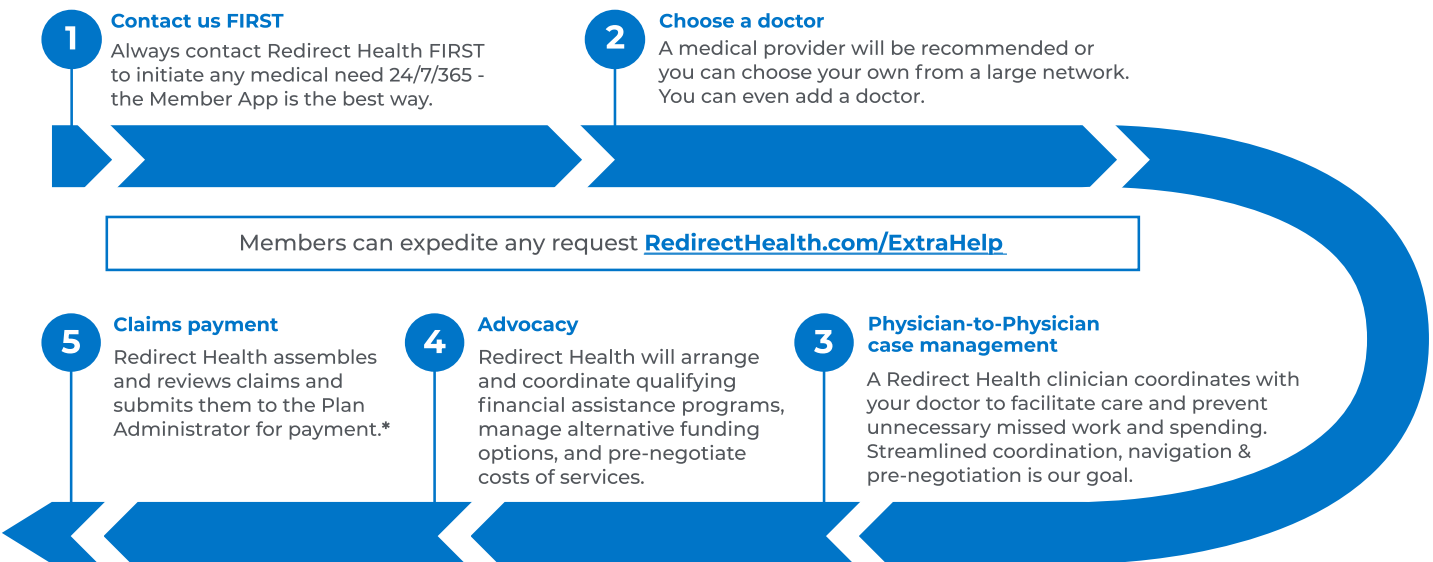 1
Contact us FIRST
Always contact Redirect Health FIRST
to initiate any medical need 24/7/365 -
the Member App is the best way.
2
Choose a doctor
A medical provider will be recommended or
you can choose your own from a large network.
You can even add a doctor.
Members can expedite any request RedirectHealth.com/ExtraHelp
3
Physician-to-Physician
case management
A Redirect Health clinician coordinates with
your doctor to facilitate care and prevent
unnecessary missed work and spending.
Streamlined coordination, navigation &
pre-negotiation is our goal.
4
Advocacy
Redirect Health will arrange
and coordinate qualifying
financial assistance programs,
manage alternative funding
options, and pre-negotiate
costs of services.
5
Claims payment
Redirect Health assembles
and reviews claims and
submits them to the Plan
Administrator for payment.*